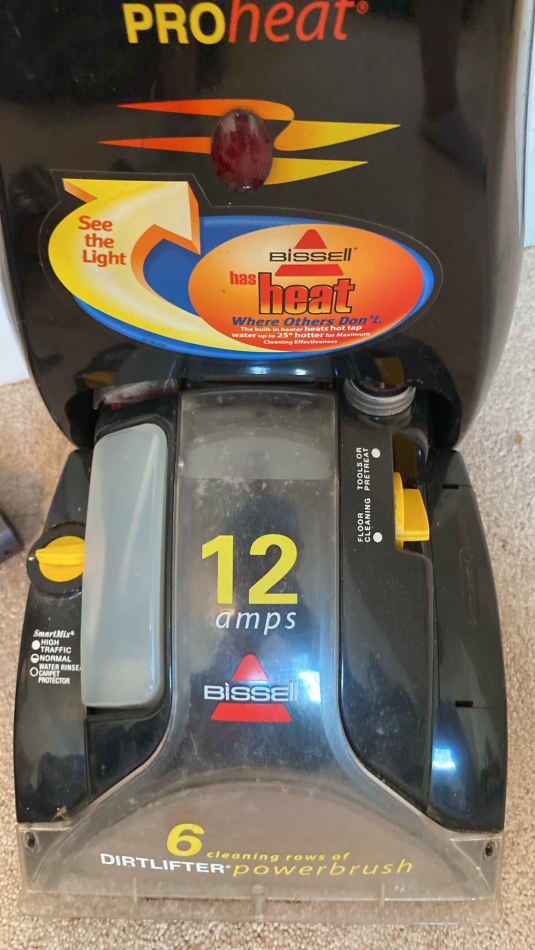 PROheat®
See
the
Light
BISSELL®
has
heat
Where Others Don't.
The built-in heater heats hot tap
water up to 25° hotter for Maximum
Cleaning Effectiveness
TOOLS OR
PRETREAT
FLOOR
CLEANING
12
amps
SmartMix®
HIGH
TRAFFIC
NORMAL
WATER RINSE/
CARPET
PROTECTOR
BISSELL
6 cleaning rows of
DIRTLIFTER® powerbrush